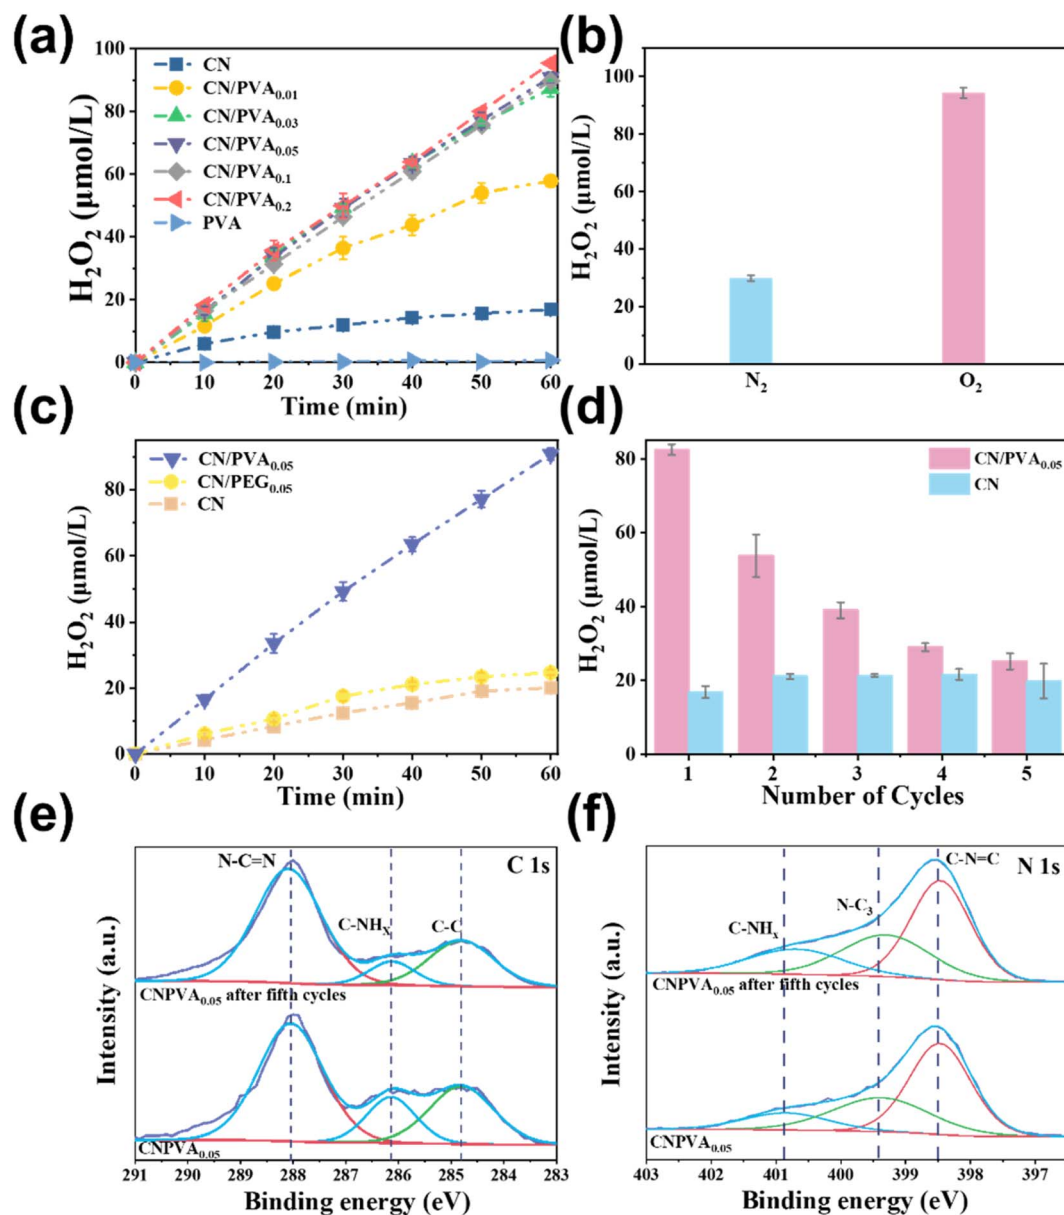 (a)
H₂O₂ (μmol/L)
100
80
60
40
20
0
CN
CN/PVA₀.₀₁
CN/PVA₀.₀₃
CN/PVA₀.₀₅
CN/PVA₀.₁
CN/PVA₀.₂
PVA
0 10 20 30 40 50 60
Time (min)
(b)
H₂O₂ (μmol/L)
100
80
60
40
20
0
N₂ O₂
(c)
H₂O₂ (μmol/L)
80
60
40
20
0
CN/PVA₀.₀₅
CN/PEG₀.₀₅
CN
0 10 20 30 40 50 60
Time (min)
(d)
H₂O₂ (μmol/L)
80
60
40
20
0
CN/PVA₀.₀₅
CN
1 2 3 4 5
Number of Cycles
(e)
Intensity (a.u.)
N-C=N
C 1s
C-NHₓ
C-C
CNPVA₀.₀₅ after fifth cycles
CNPVA₀.₀₅
291 290 289 288 287 286 285 284 283
Binding energy (eV)
(f)
Intensity (a.u.)
C-N=C
N 1s
N-C₃
C-NHₓ
CNPVA₀.₀₅ after fifth cycles
CNPVA₀.₀₅
403 402 401 400 399 398 397
Binding energy (eV)